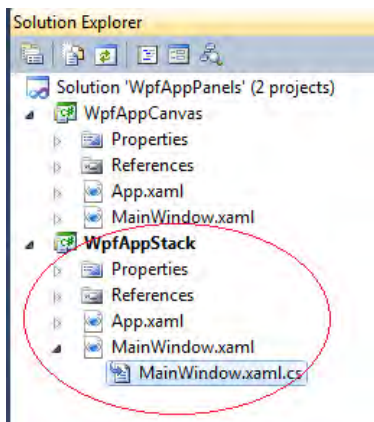 Solution Explorer
Solution 'WpfAppPanels' (2 projects)
WpfAppCanvas
Properties
References
App.xaml
MainWindow.xaml
WpfAppStack
Properties
References
App.xaml
MainWindow.xaml
MainWindow.xaml.cs